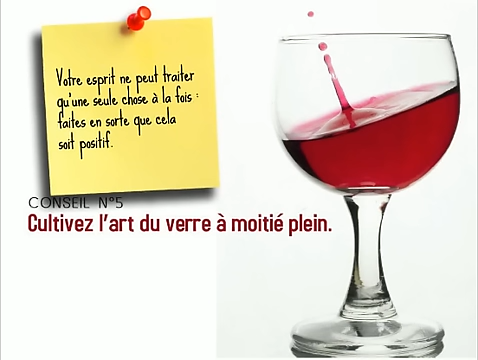 Votre esprit ne peut traiter
qu'une seule chose à la fois :
faites en sorte que cela
soit positif.
CONSEIL N°5
Cultivez l'art du verre à moitié plein.